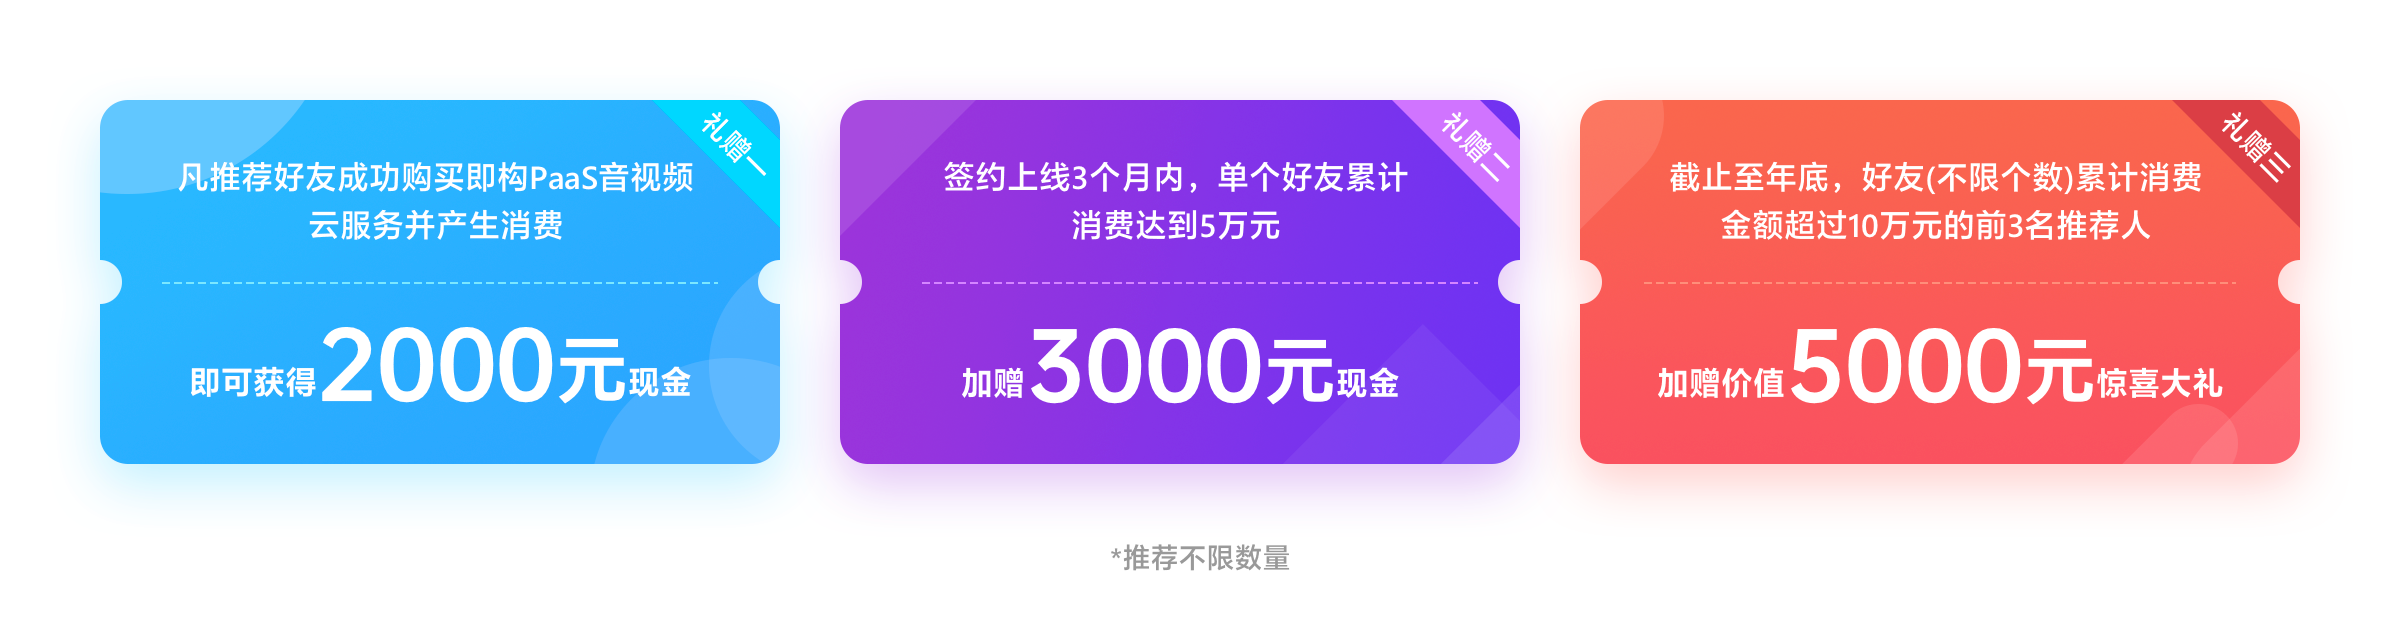 礼赠一
凡推荐好友成功购买即构PaaS音视频
云服务并产生消费
即可获得2000元现金
礼赠二
签约上线3个月内，单个好友累计
消费达到5万元
加赠3000元现金
礼赠三
截止至年底，好友(不限个数)累计消费
金额超过10万元的前3名推荐人
加赠价值5000元惊喜大礼
*推荐不限数量